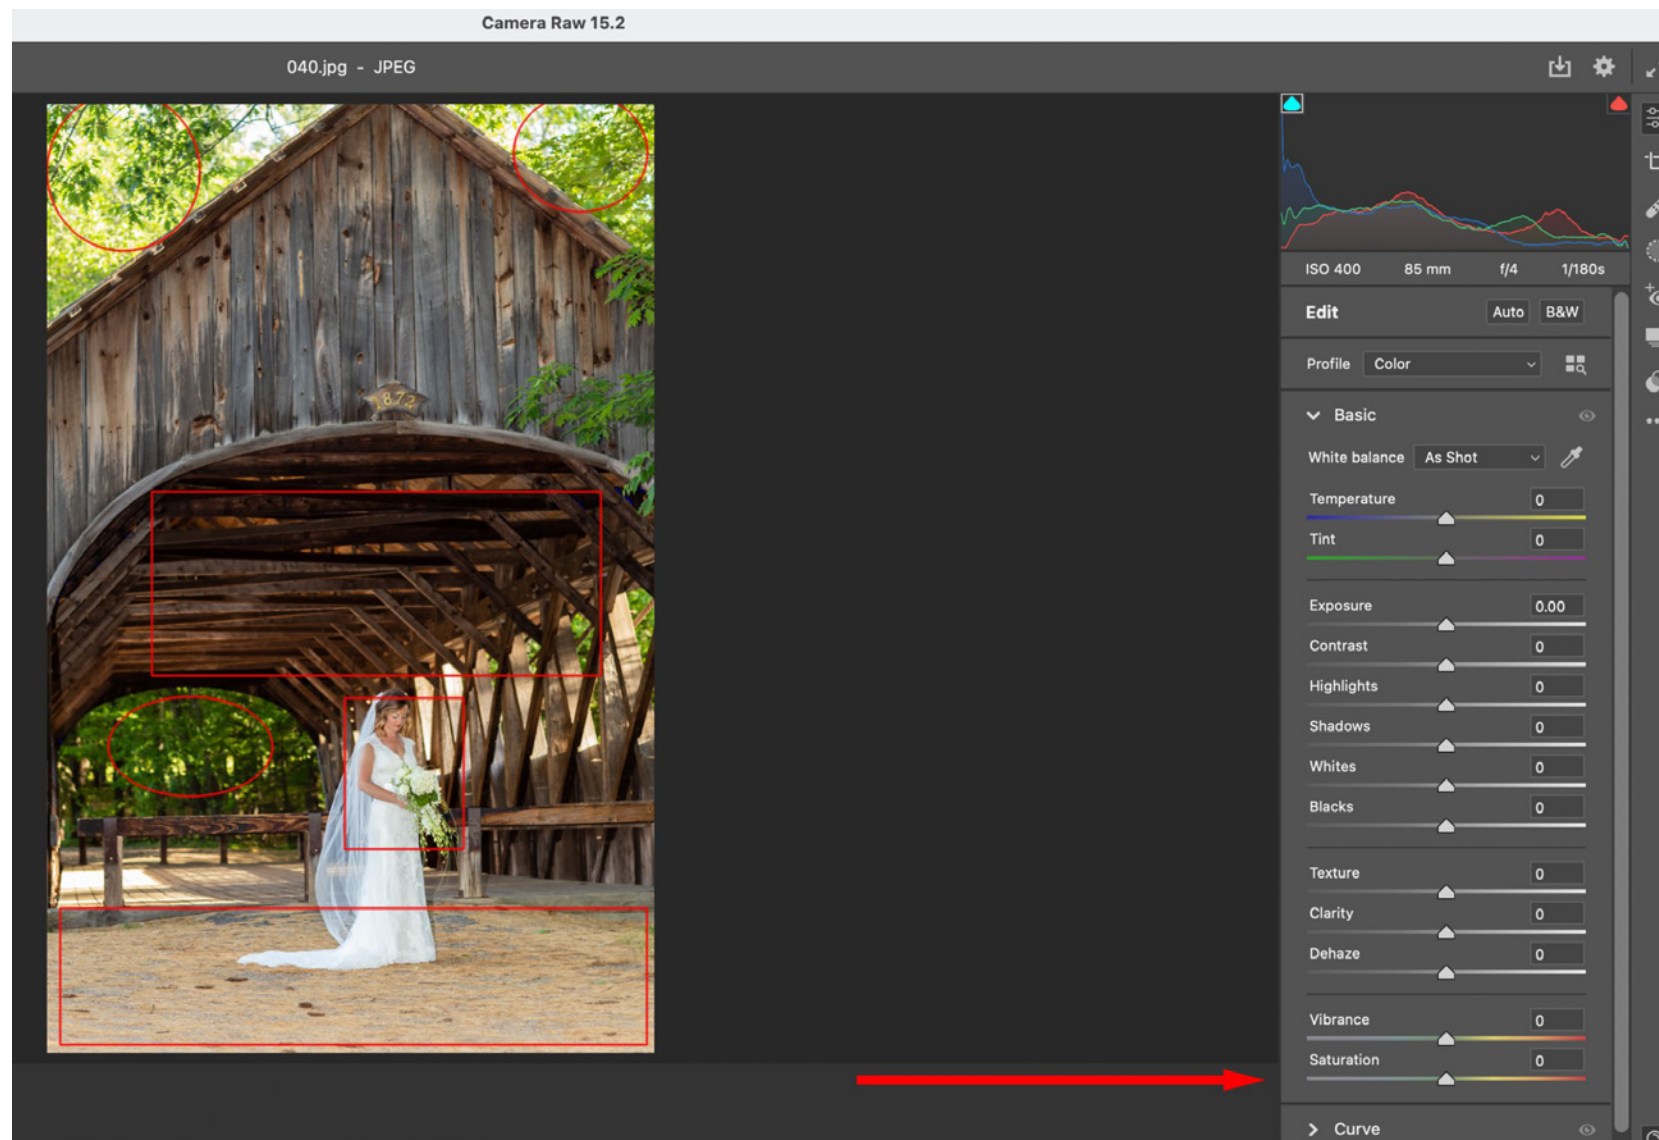 Camera Raw 15.2
040.jpg - JPEG
1872
ISO 400 85 mm f/4 1/180s
Edit Auto B&W
Profile Color
Basic
White balance As Shot
Temperature 0
Tint 0
Exposure 0.00
Contrast 0
Highlights 0
Shadows 0
Whites 0
Blacks 0
Texture 0
Clarity 0
Dehaze 0
Vibrance 0
Saturation 0
Curve